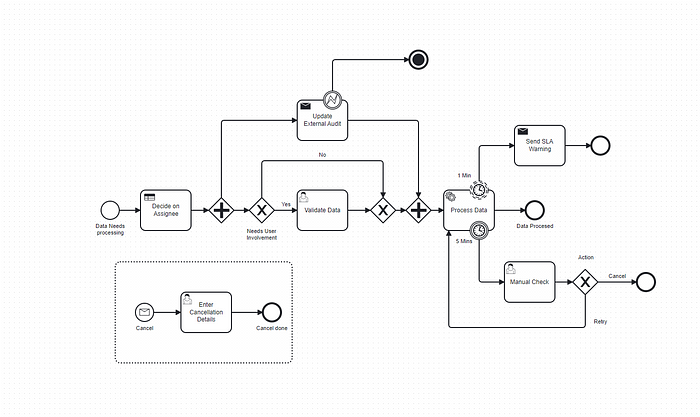 Update
External Audit
Send SLA
Warning
No
1 Min
Decide on
Assignee
Yes
Validate Data
Process Data
Data Needs
processing
Needs User
Involvement
Data Procesed
5 Mins
Action
Manual Check
Cancel
Enter
Cancellation
Details
Cancel
Cancel done
Retry